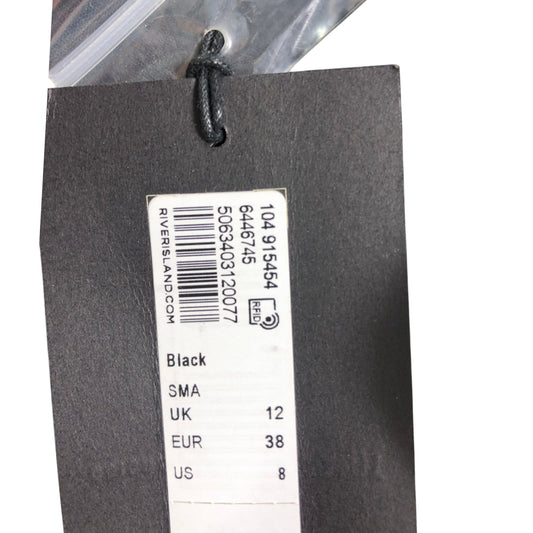 104 915454
6446745
5063403120077
RIVERISLAND.COM
RFID
Black
SMA
UK 12
EUR 38
US 8